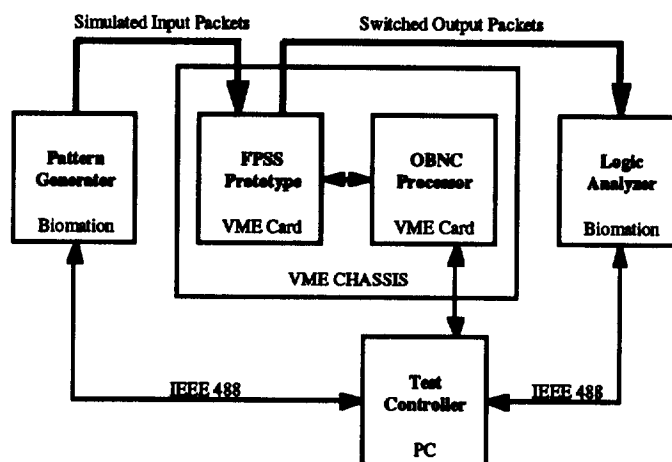 Simulated Input Packets
Switched Output Packets
Pattern
Generator
Biomation
FPSS
Prototype
VME Card
OBNC
Processor
VME Card
Logic
Analyzer
Biomation
VME CHASSIS
IEEE 488
Test
Controller
PC
IEEE 488